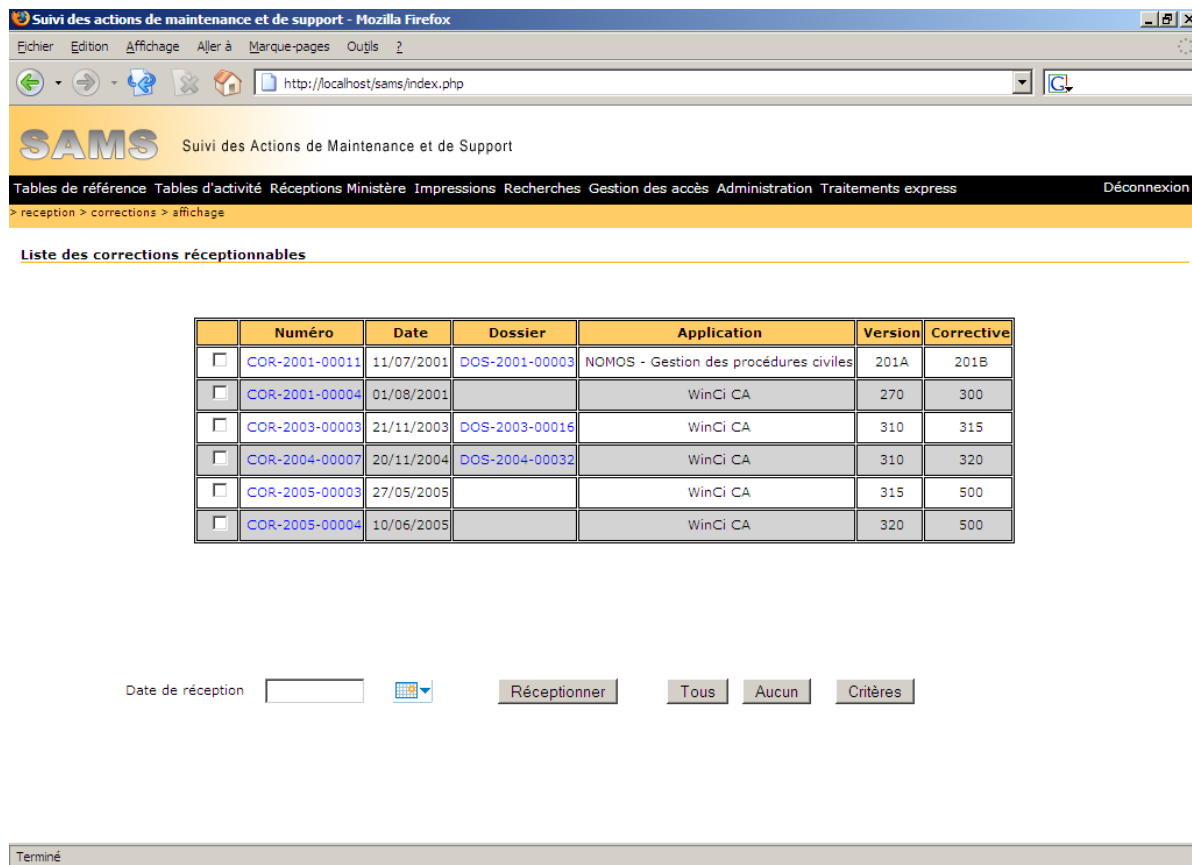 Suivi des actions de maintenance et de support - Mozilla Firefox
Fichier Edition Affichage Aller à Marque-pages Outils ?
http://localhost/sams/index.php
G
SAMS Suivi des Actions de Maintenance et de Support
Tables de référence Tables d'activité Réceptions Ministère Impressions Recherches Gestion des accès Administration Traitements express Déconnexion
> reception > corrections > affichage
Liste des corrections réceptionnables
Numéro Date Dossier Application Version Corrective
COR-2001-00011 11/07/2001 DOS-2001-00003 NOMOS - Gestion des procédures civiles 201A 201B
COR-2001-00004 01/08/2001 WinCi CA 270 300
COR-2003-00003 21/11/2003 DOS-2003-00016 WinCi CA 310 315
COR-2004-00007 20/11/2004 DOS-2004-00032 WinCi CA 310 320
COR-2005-00003 27/05/2005 WinCi CA 315 500
COR-2005-00004 10/06/2005 WinCi CA 320 500
Date de réception Réceptionner Tous Aucun Critères
Terminé